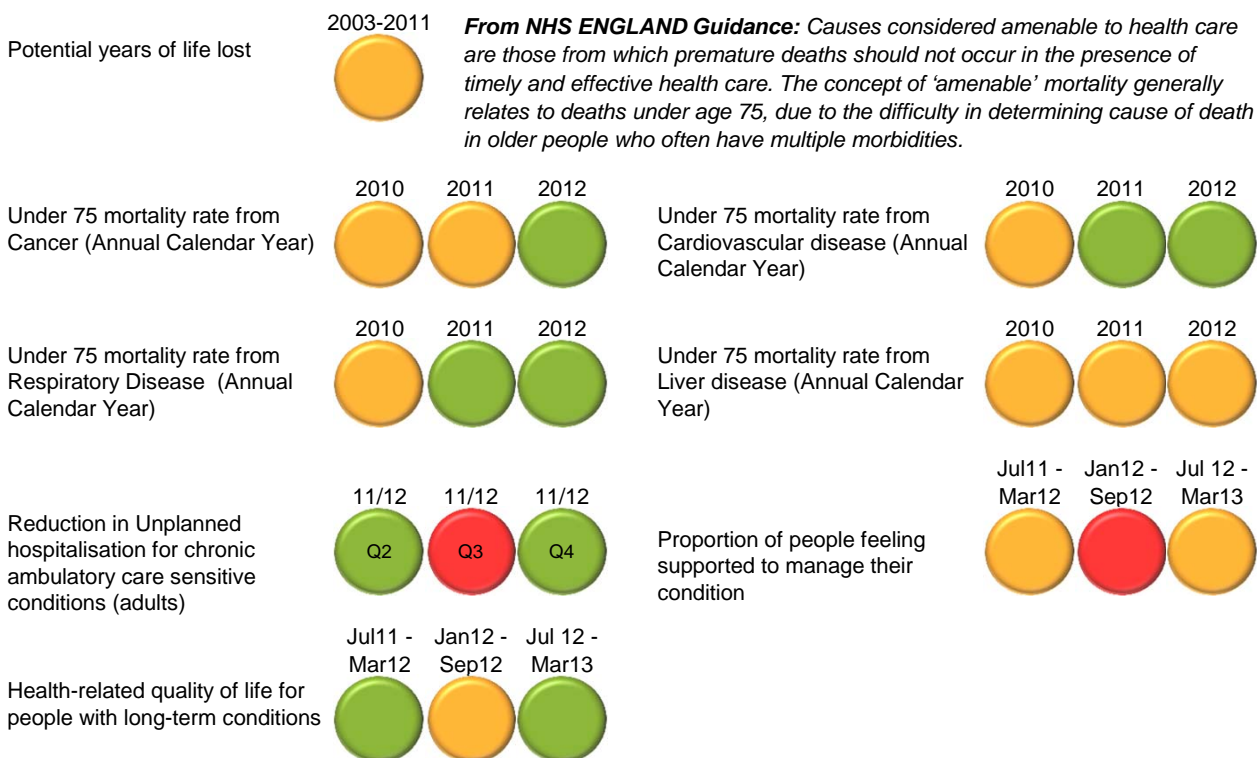 Potential years of life lost
2003-2011
From NHS ENGLAND Guidance: Causes considered amenable to health care
are those from which premature deaths should not occur in the presence of
timely and effective health care. The concept of ‘amenable’ mortality generally
relates to deaths under age 75, due to the difficulty in determining cause of death
in older people who often have multiple morbidities.
Under 75 mortality rate from
Cancer (Annual Calendar Year)
2010 2011 2012
Under 75 mortality rate from
Cardiovascular disease (Annual
Calendar Year)
2010 2011 2012
Under 75 mortality rate from
Respiratory Disease (Annual
Calendar Year)
2010 2011 2012
Under 75 mortality rate from
Liver disease (Annual Calendar
Year)
2010 2011 2012
Reduction in Unplanned
hospitalisation for chronic
ambulatory care sensitive
conditions (adults)
11/12 11/12 11/12
Q2 Q3 Q4
Proportion of people feeling
supported to manage their
condition
Jul11 - Jan12 - Jul 12 -
Mar12 Sep12 Mar13
Health-related quality of life for
people with long-term conditions
Jul11 - Jan12 - Jul 12 -
Mar12 Sep12 Mar13